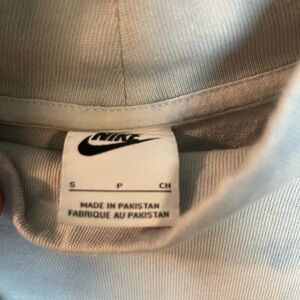 NIKE
S P CH
MADE IN PAKISTAN
FABRIQUE AU PAKISTAN